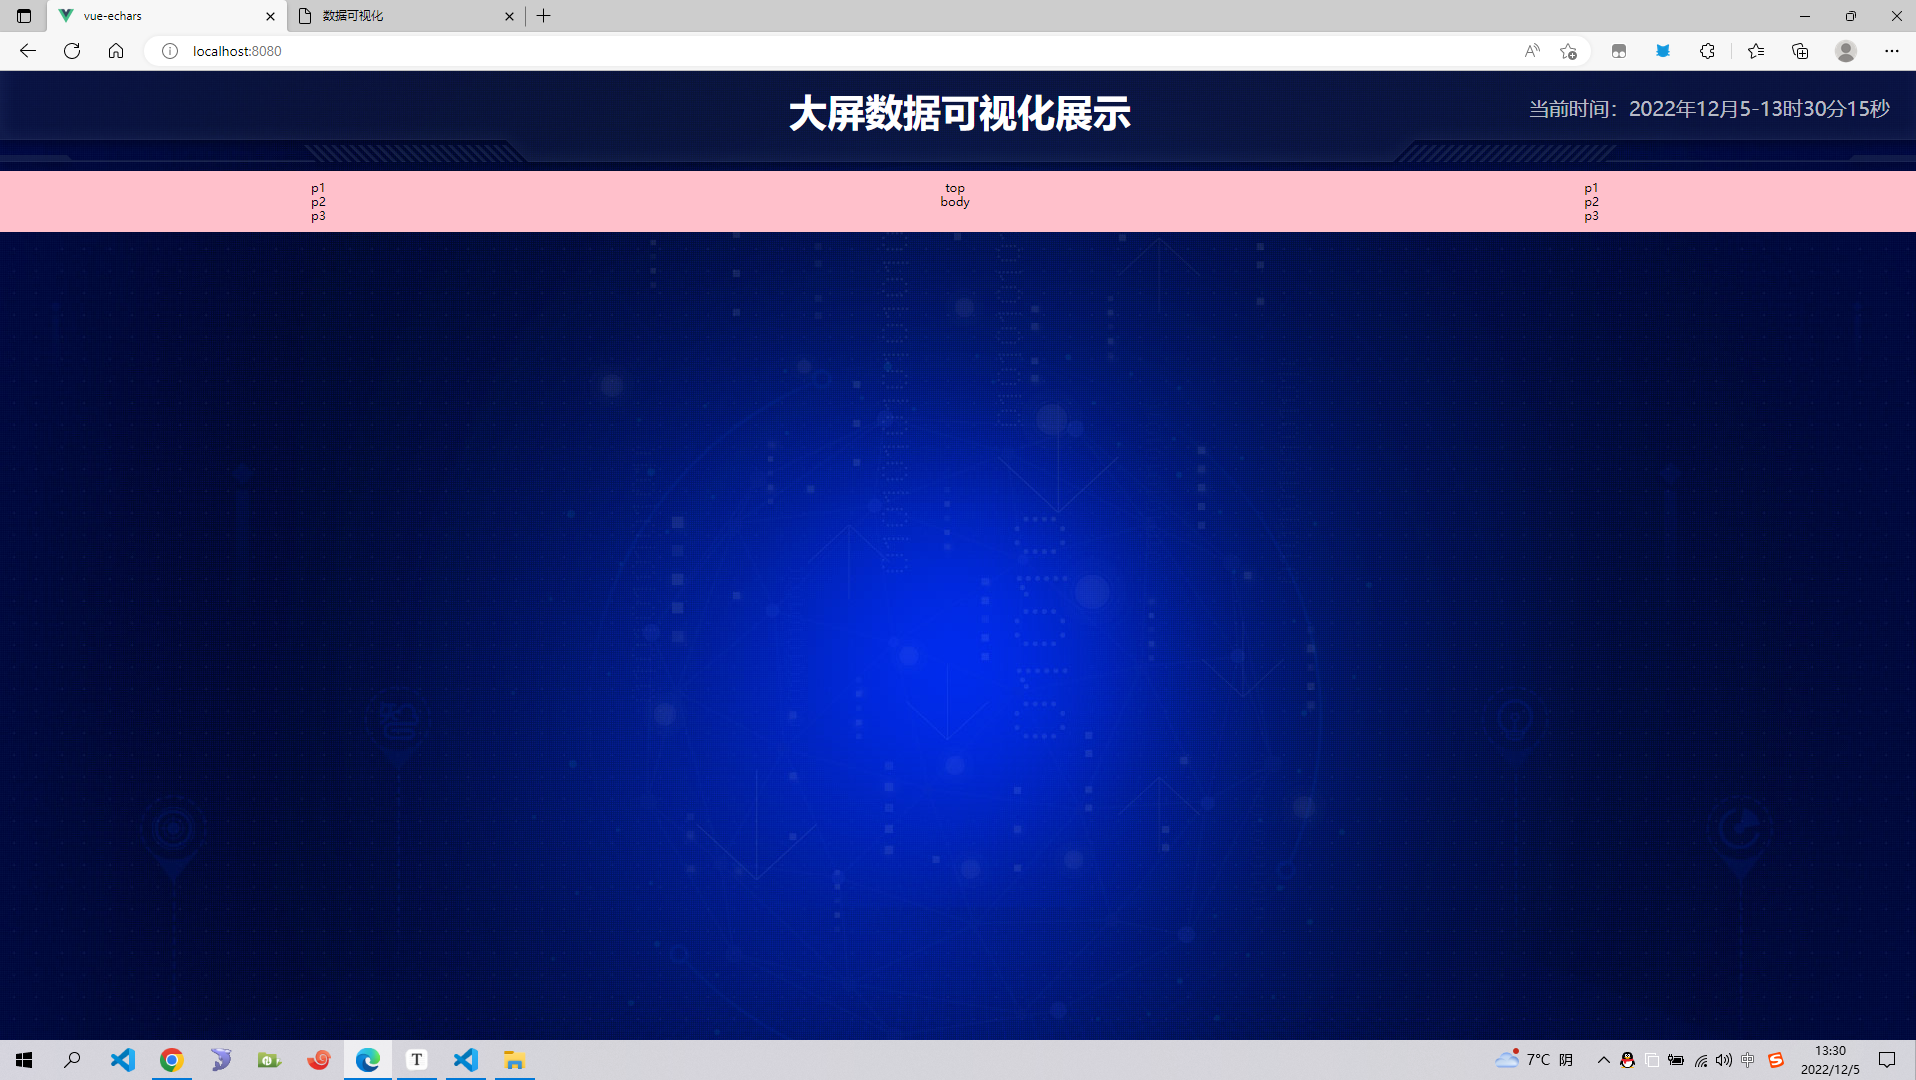 vue-echars
数据可视化
localhost:8080
大屏数据可视化展示
当前时间：2022年12月5-13时30分15秒
p1
p2
p3
top
body
p1
p2
p3
T
7°C 阴
中
13:30
2022/12/5